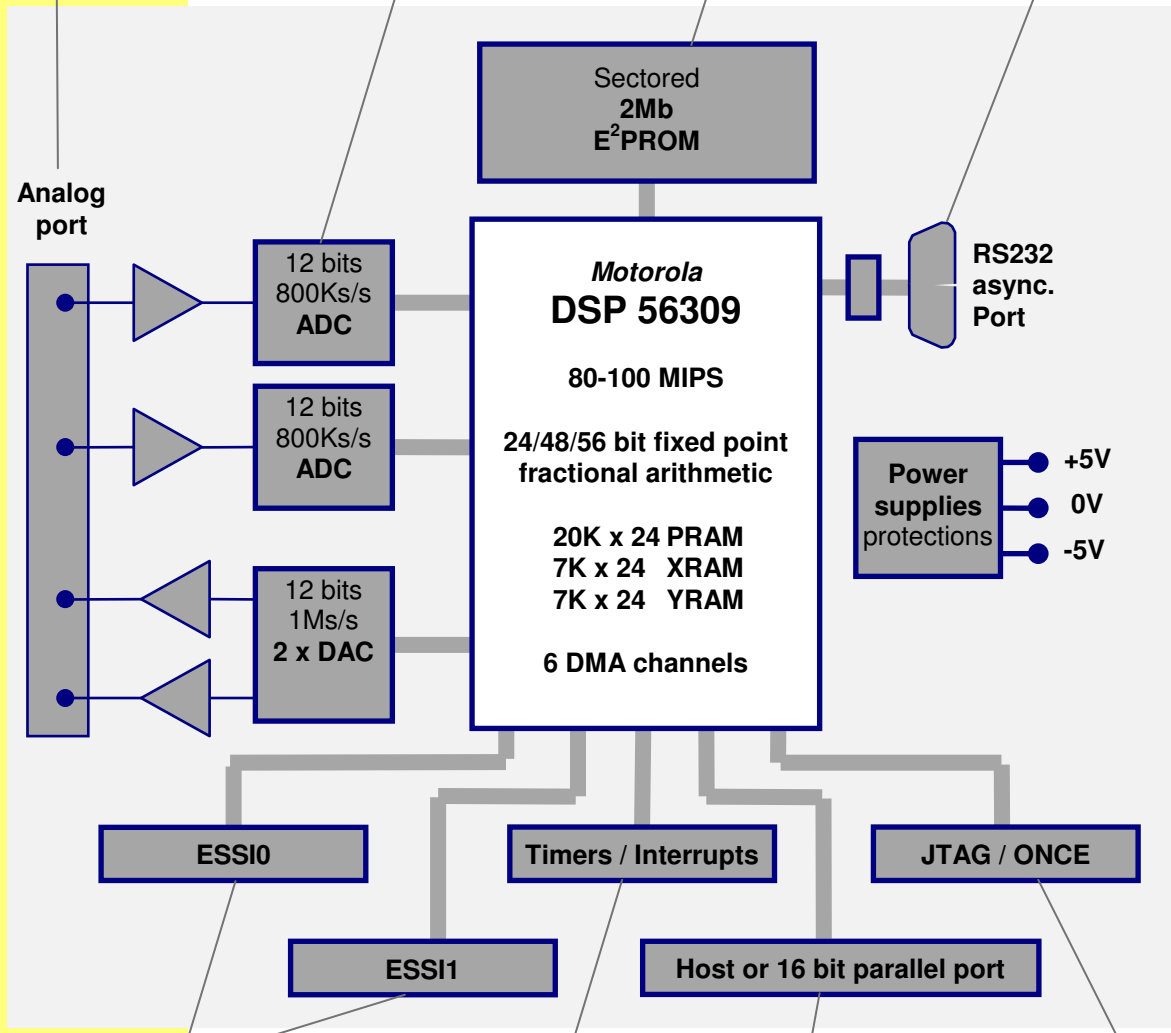 Sectored
2Mb
E²PROM
Analog
port
12 bits
800Ks/s
ADC
12 bits
800Ks/s
ADC
12 bits
1Ms/s
2 x DAC
Motorola
DSP 56309
80-100 MIPS
24/48/56 bit fixed point
fractional arithmetic
20K x 24 PRAM
7K x 24 XRAM
7K x 24 YRAM
6 DMA channels
RS232
async.
Port
Power
supplies
protections
+5V
0V
-5V
ESSI0
Timers / Interrupts
JTAG / ONCE
ESSI1
Host or 16 bit parallel port